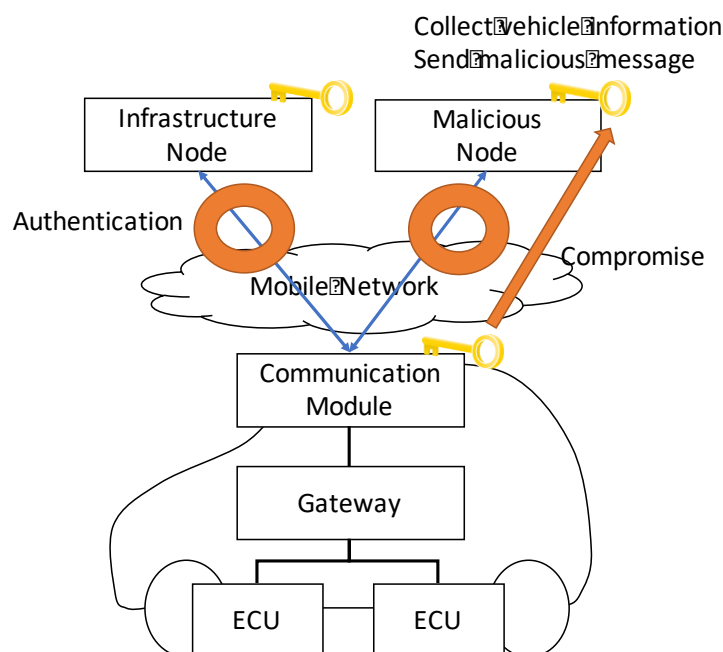 Collect vehicle information
Send malicious message
Infrastructure
Node
Malicious
Node
Authentication
Compromise
Mobile Network
Communication
Module
Gateway
ECU
ECU